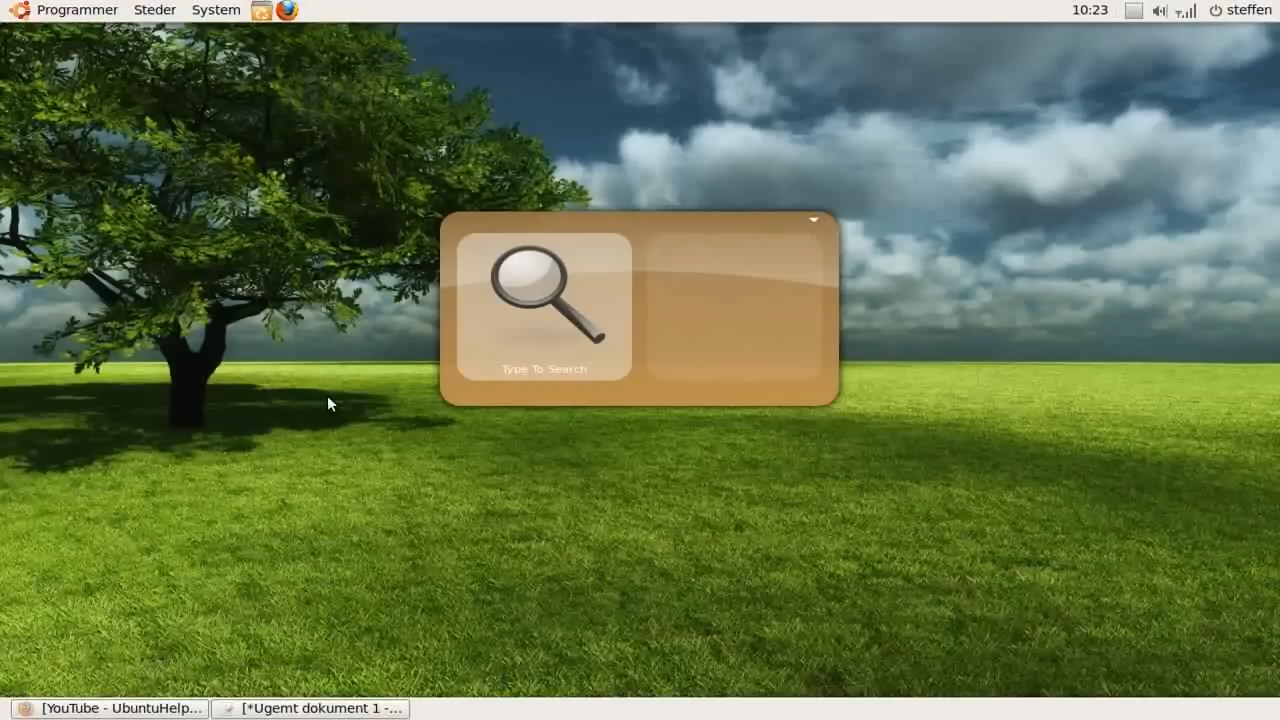 Programmer Steder System 10:23 steffen
Type To Search
[YouTube - UbuntuHelp... [*Ugemt dokument 1 -...